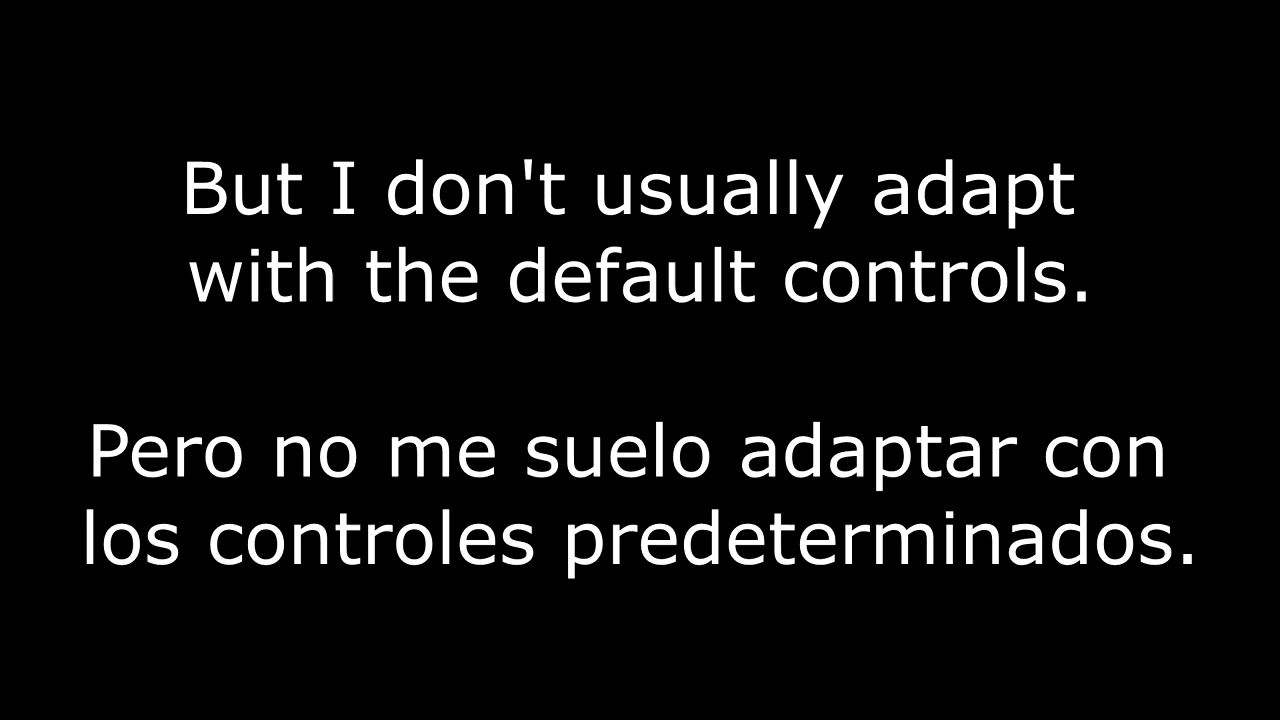 But I don't usually adapt
with the default controls.
Pero no me suelo adaptar con
los controles predeterminados.